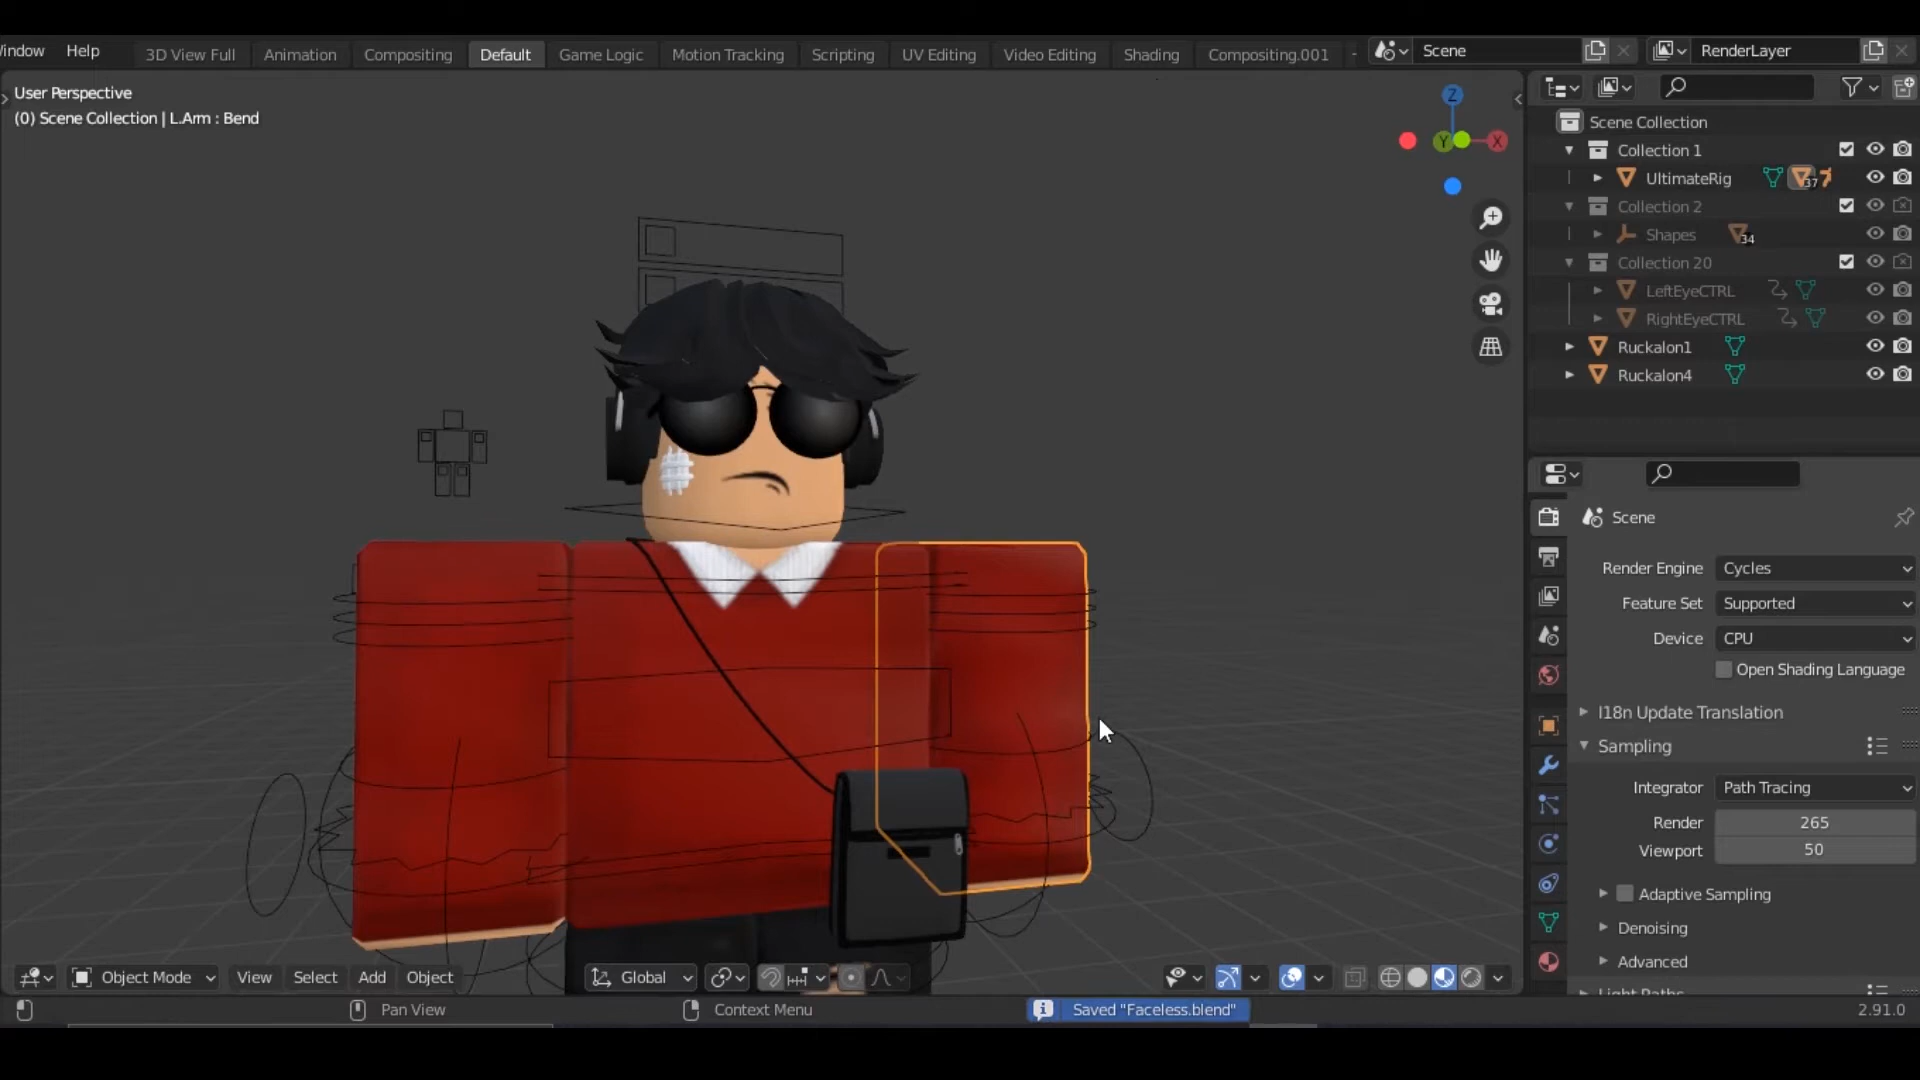 Window Help
3D View Full Animation Compositing Default Game Logic Motion Tracking Scripting UV Editing Video Editing Shading Compositing.001
Scene
RenderLayer
User Perspective
(0) Scene Collection | L.Arm : Bend
Z
Y
X
Scene Collection
Collection 1
UltimateRig 37
Collection 2
Shapes 34
Collection 20
LeftEyeCTRL
RightEyeCTRL
Ruckalon1
Ruckalon4
Scene
Render Engine Cycles
Feature Set Supported
Device CPU
Open Shading Language
I18n Update Translation
Sampling
Integrator Path Tracing
Render 265
Viewport 50
Adaptive Sampling
Denoising
Advanced
Light Paths
Object Mode View Select Add Object Global
Pan View Context Menu Saved "Faceless.blend" 2.91.0